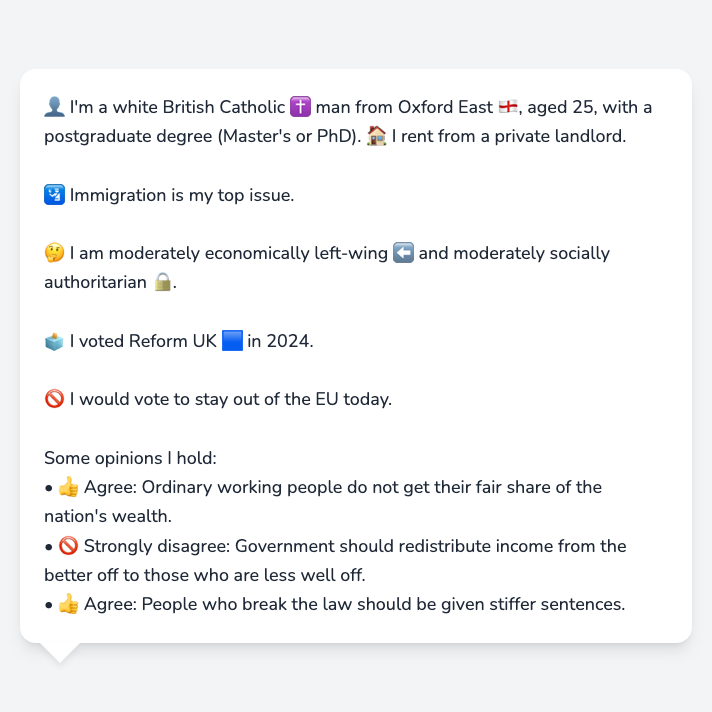 👤 I'm a white British Catholic ✝️ man from Oxford East 🏴󠁧󠁢󠁥󠁮󠁧󠁿, aged 25, with a
postgraduate degree (Master's or PhD). 🏠 I rent from a private landlord.
🛂 Immigration is my top issue.
🤔 I am moderately economically left-wing ⬅️ and moderately socially
authoritarian 🔒.
🗳️ I voted Reform UK 🟦 in 2024.
🚫 I would vote to stay out of the EU today.
Some opinions I hold:
• 👍 Agree: Ordinary working people do not get their fair share of the
nation's wealth.
• 🚫 Strongly disagree: Government should redistribute income from the
better off to those who are less well off.
• 👍 Agree: People who break the law should be given stiffer sentences.